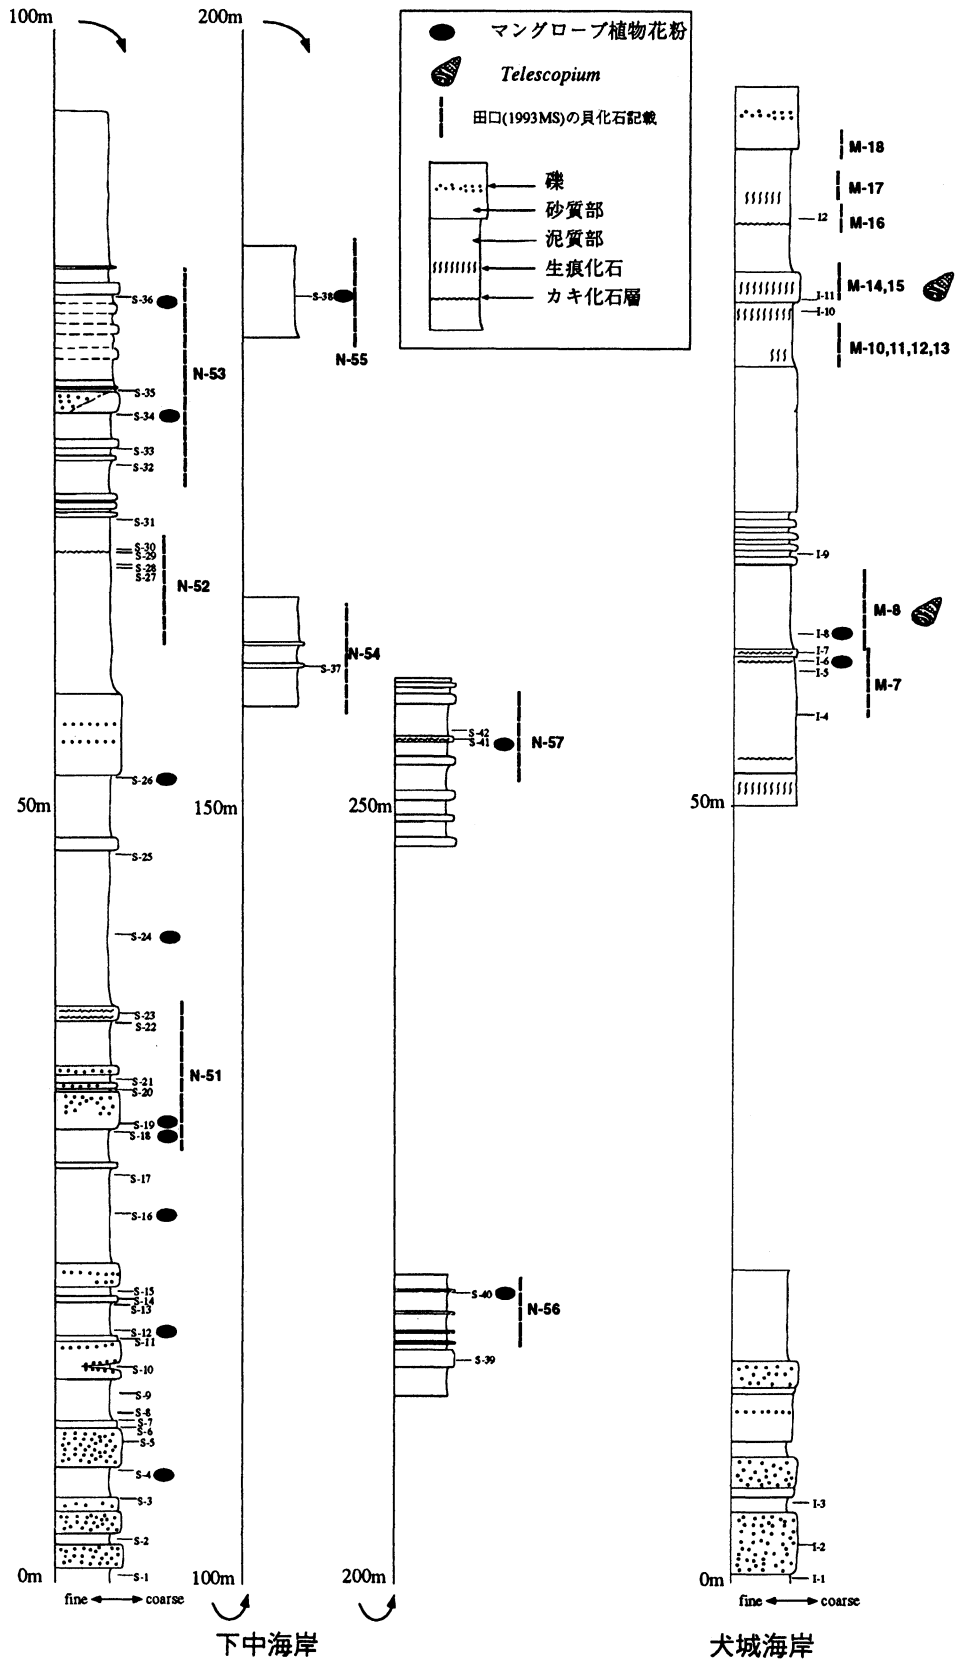 100m
200m
マングローブ植物花粉
Telescopium
田口(1993MS)の貝化石記載
礫
砂質部
泥質部
生痕化石
カキ化石層
S-36
N-53
S-35
S-34
S-33
S-32
S-31
S-30
S-29
S-28
S-27
N-52
S-26
50m
S-25
S-24
S-23
S-22
N-51
S-21
S-20
S-19
S-18
S-17
S-16
S-15
S-14
S-13
S-12
S-11
S-10
S-9
S-8
S-7
S-6
S-5
S-4
S-3
S-2
0m
S-1
fine
coarse
S-38
N-55
N-54
S-37
150m
100m
S-42
S-41
N-57
250m
S-40
N-56
S-39
200m
下中海岸
M-18
M-17
I2
M-16
M-14,15
I-11
I-10
M-10,11,12,13
I-9
M-8
I-8
I-7
I-6
I-5
M-7
I-4
50m
I-3
I-2
0m
I-1
fine
coarse
犬城海岸